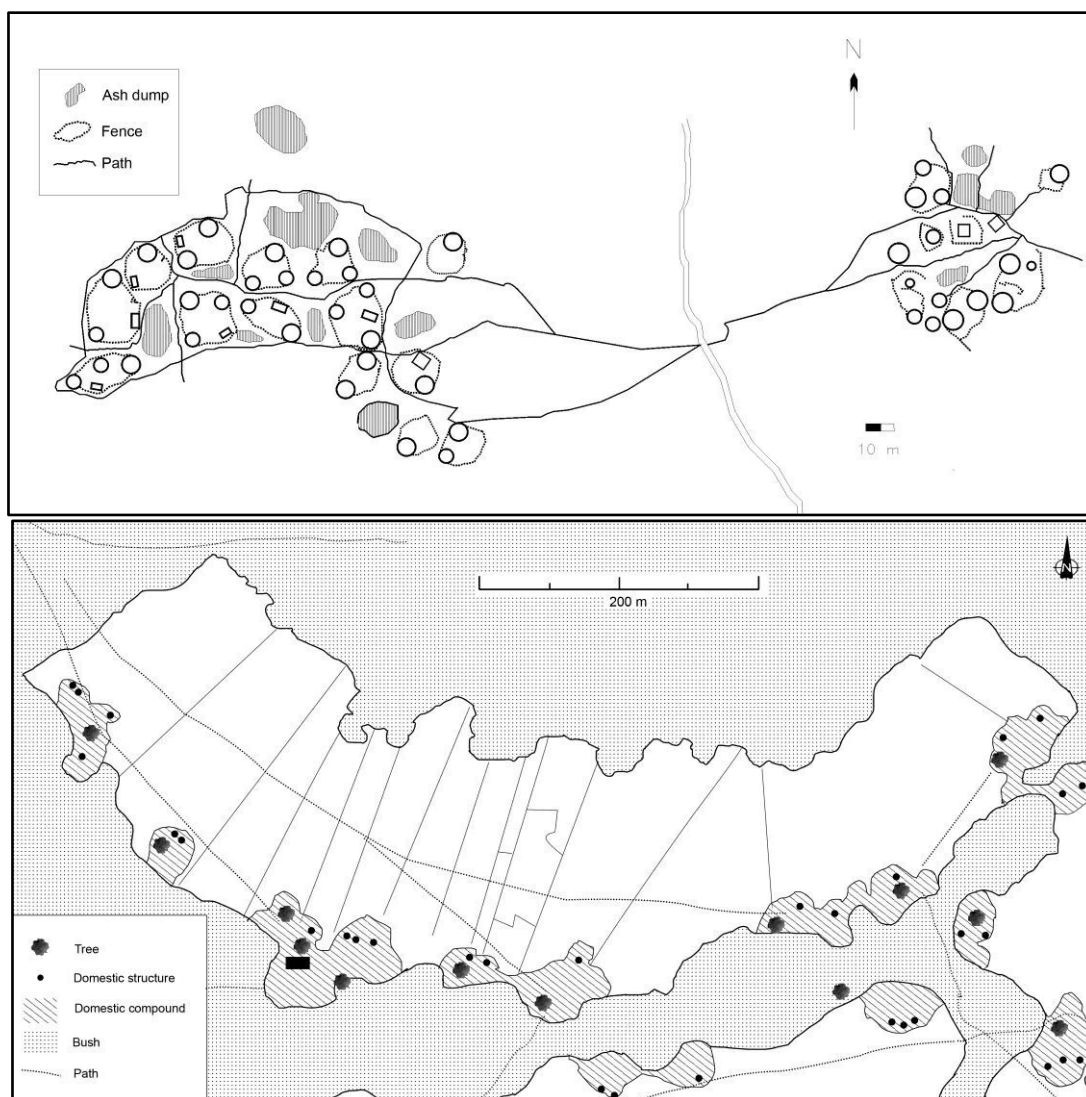 N
Ash dump
Fence
Path
10 m
N
200 m
Tree
Domestic structure
Domestic compound
Bush
Path